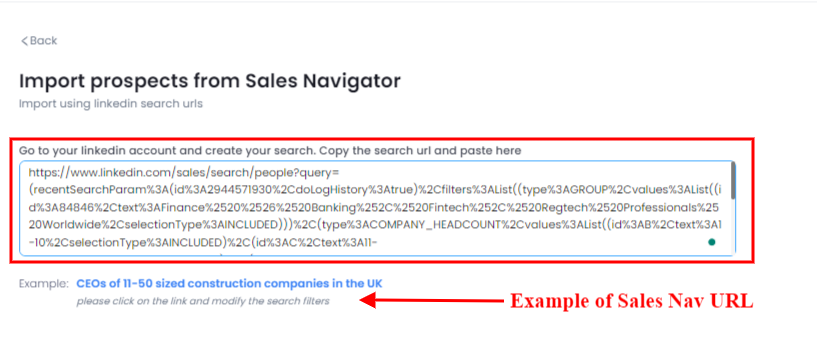 <Back
Import prospects from Sales Navigator
Import using linkedin search urls
Go to your linkedin account and create your search. Copy the search url and paste here
https://www.linkedin.com/sales/search/people?query=
(recentSearchParam%3A(id%3A2944571930%2CdoLogHistory%3Atrue)%2Cfilters%3AList((type%3AGROUP%2Cvalues%3AList((i
d%3A84846%2Ctext%3AFinance%2520%2526%2520Banking%252C%2520Fintech%252C%2520Regtech%2520Professionals%25
20Worldwide%2CselectionType%3AINCLUDED)))%2C(type%3ACOMPANY_HEADCOUNT%2Cvalues%3AList((id%3AB%2Ctext%3A1
-10%2CselectionType%3AINCLUDED)%2C(id%3AC%2Ctext%3A11-
Example: CEOs of 11-50 sized construction companies in the UK
please click on the link and modify the search filters
Example of Sales Nav URL